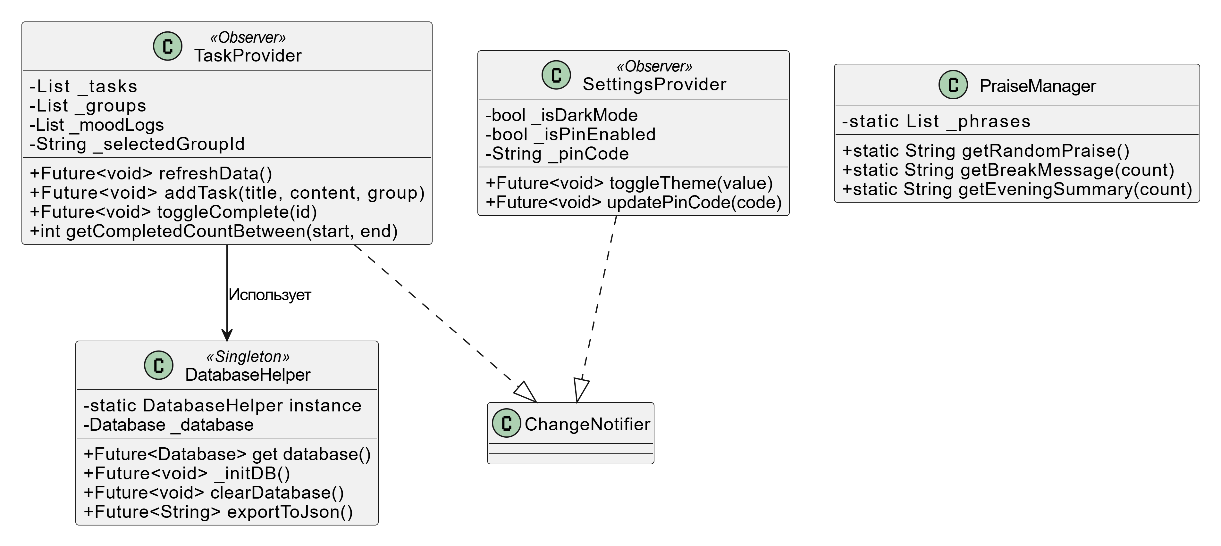 C
«Observer»
TaskProvider
-List _tasks
-List _groups
-List _moodLogs
-String _selectedGroupId
+Future<void> refreshData()
+Future<void> addTask(title, content, group)
+Future<void> toggleComplete(id)
+int getCompletedCountBetween(start, end)
C
«Observer»
SettingsProvider
-bool _isDarkMode
-bool _isPinEnabled
-String _pinCode
+Future<void> toggleTheme(value)
+Future<void> updatePinCode(code)
C
PraiseManager
-static List _phrases
+static String getRandomPraise()
+static String getBreakMessage(count)
+static String getEveningSummary(count)
Использует
C
«Singleton»
DatabaseHelper
-static DatabaseHelper instance
-Database _database
+Future<Database> get database()
+Future<void> _initDB()
+Future<void> clearDatabase()
+Future<String> exportToJson()
C ChangeNotifier